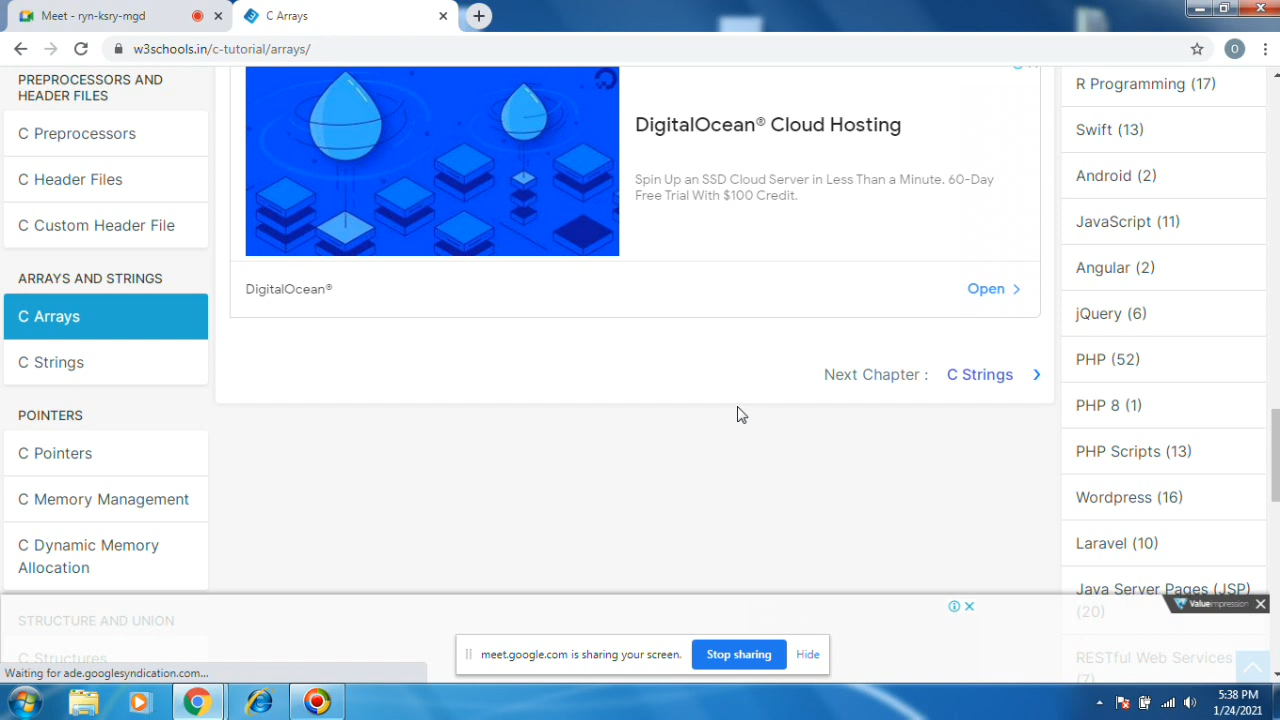 Meet - ryn-ksry-mgd
C Arrays
w3schools.in/c-tutorial/arrays/
O
PREPROCESSORS AND
HEADER FILES
C Preprocessors
C Header Files
C Custom Header File
ARRAYS AND STRINGS
C Arrays
C Strings
POINTERS
C Pointers
C Memory Management
C Dynamic Memory
Allocation
STRUCTURE AND UNION
C Structures
DigitalOcean® Cloud Hosting
Spin Up an SSD Cloud Server in Less Than a Minute. 60-Day
Free Trial With $100 Credit.
DigitalOcean®
Open
Next Chapter : C Strings
R Programming (17)
Swift (13)
Android (2)
JavaScript (11)
Angular (2)
jQuery (6)
PHP (52)
PHP 8 (1)
PHP Scripts (13)
Wordpress (16)
Laravel (10)
Java Server Pages (JSP)
(20)
RESTful Web Services
(7)
Valueimpression
meet.google.com is sharing your screen.
Stop sharing
Hide
Waiting for ade.googlesyndication.com...
5:38 PM
1/24/2021